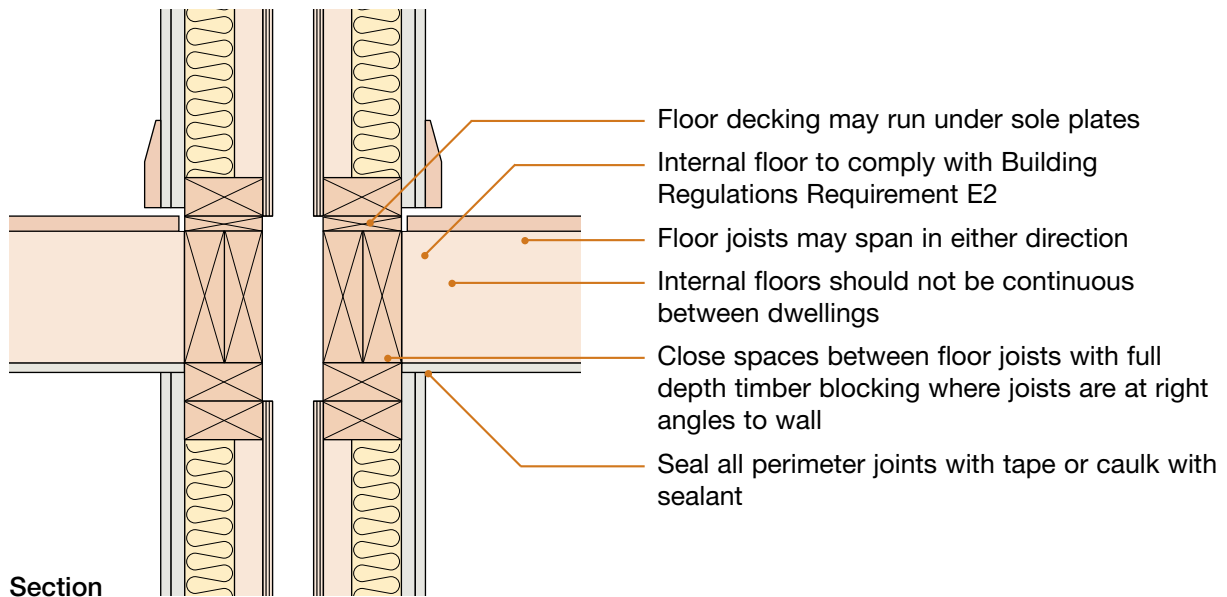 Floor decking may run under sole plates
Internal floor to comply with Building
Regulations Requirement E2
Floor joists may span in either direction
Internal floors should not be continuous
between dwellings
Close spaces between floor joists with full
depth timber blocking where joists are at right
angles to wall
Seal all perimeter joints with tape or caulk with
sealant
Section